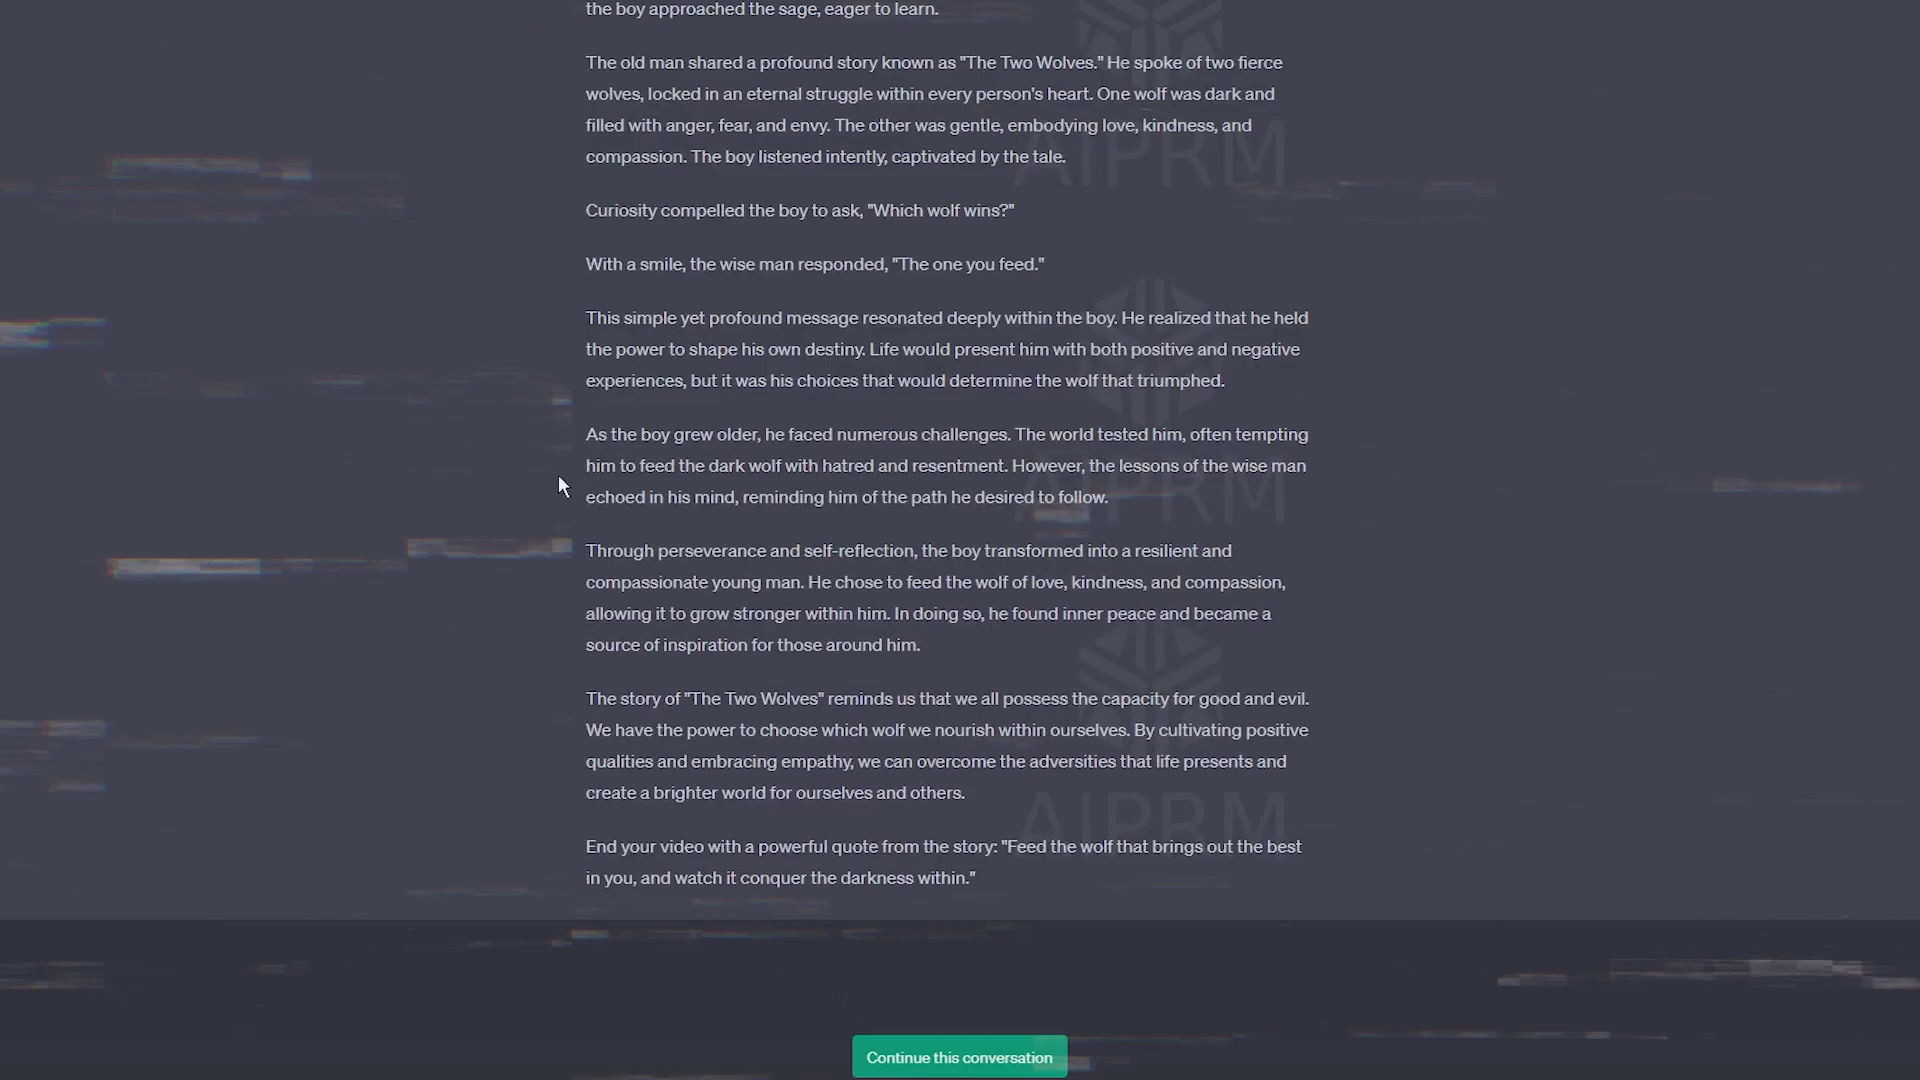 the boy approached the sage, eager to learn.
The old man shared a profound story known as "The Two Wolves." He spoke of two fierce
wolves, locked in an eternal struggle within every person's heart. One wolf was dark and
filled with anger, fear, and envy. The other was gentle, embodying love, kindness, and
compassion. The boy listened intently, captivated by the tale.
AIPRM
Curiosity compelled the boy to ask, "Which wolf wins?"
With a smile, the wise man responded, "The one you feed."
This simple yet profound message resonated deeply within the boy. He realized that he held
the power to shape his own destiny. Life would present him with both positive and negative
experiences, but it was his choices that would determine the wolf that triumphed.
As the boy grew older, he faced numerous challenges. The world tested him, often tempting
him to feed the dark wolf with hatred and resentment. However, the lessons of the wise man
echoed in his mind, reminding him of the path he desired to follow.
AIPRM
Through perseverance and self-reflection, the boy transformed into a resilient and
compassionate young man. He chose to feed the wolf of love, kindness, and compassion,
allowing it to grow stronger within him. In doing so, he found inner peace and became a
source of inspiration for those around him.
The story of "The Two Wolves" reminds us that we all possess the capacity for good and evil.
We have the power to choose which wolf we nourish within ourselves. By cultivating positive
qualities and embracing empathy, we can overcome the adversities that life presents and
create a brighter world for ourselves and others.
AIPRM
End your video with a powerful quote from the story: "Feed the wolf that brings out the best
in you, and watch it conquer the darkness within."
Continue this conversation